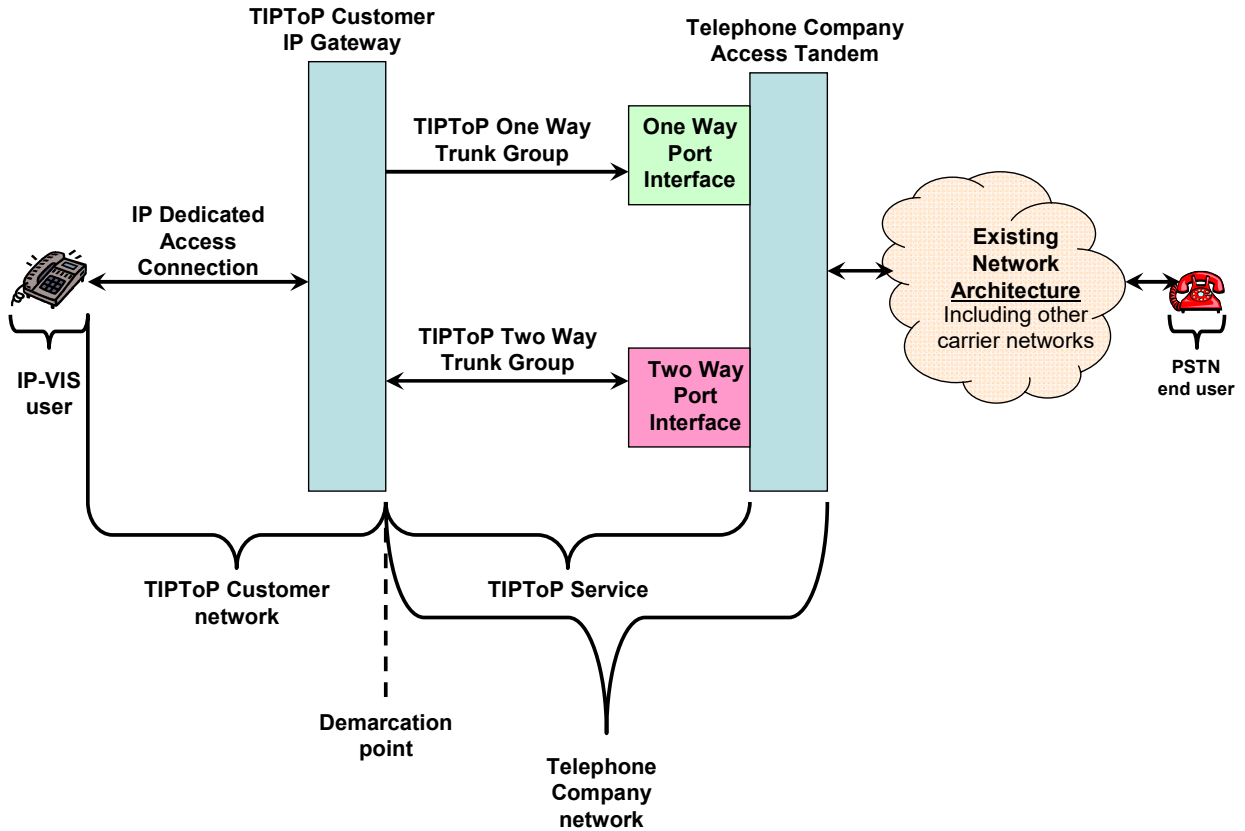 TIPToP Customer
IP Gateway
Telephone Company
Access Tandem
TIPToP One Way
Trunk Group
One Way
Port
Interface
IP Dedicated
Access
Connection
Existing
Network
Architecture
Including other
carrier networks
TIPToP Two Way
Trunk Group
Two Way
Port
Interface
IP-VIS
user
PSTN
end user
TIPToP Customer
network
TIPToP Service
Demarcation
point
Telephone
Company
network